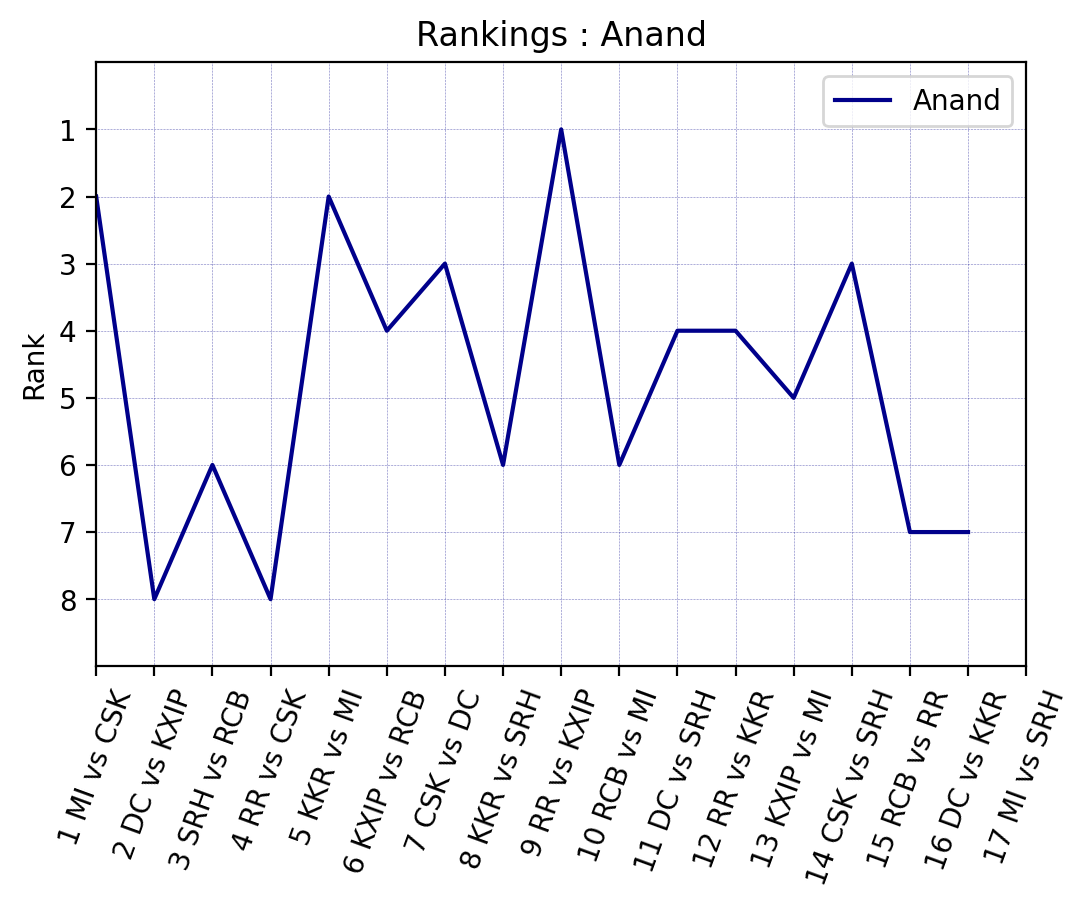 Rankings : Anand
Anand
Rank
1
2
3
4
5
6
7
8
1 MI vs CSK
2 DC vs KXIP
3 SRH vs RCB
4 RR vs CSK
5 KKR vs MI
6 KXIP vs RCB
7 CSK vs DC
8 KKR vs SRH
9 RR vs KXIP
10 RCB vs MI
11 DC vs SRH
12 RR vs KKR
13 KXIP vs MI
14 CSK vs SRH
15 RCB vs RR
16 DC vs KKR
17 MI vs SRH